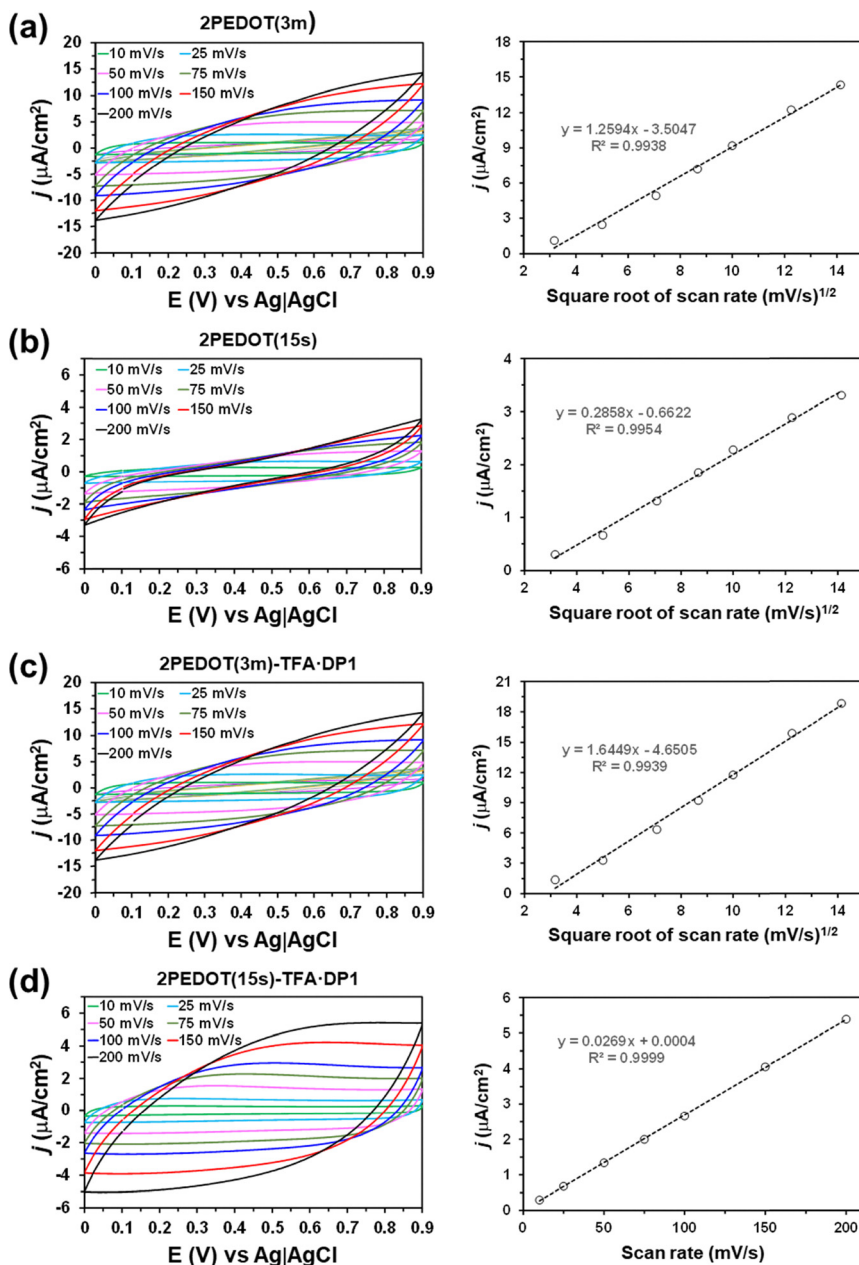 (a)
2PEDOT(3m)
10 mV/s 25 mV/s
50 mV/s 75 mV/s
100 mV/s 150 mV/s
200 mV/s
20
15
10
5
0
-5
-10
-15
-20
j (µA/cm²)
0 0.1 0.2 0.3 0.4 0.5 0.6 0.7 0.8 0.9
E (V) vs Ag|AgCl
18
15
12
9
6
3
0
j (µA/cm²)
y = 1.2594x - 3.5047
R² = 0.9938
2 4 6 8 10 12 14
Square root of scan rate (mV/s)¹/²
(b)
2PEDOT(15s)
10 mV/s 25 mV/s
50 mV/s 75 mV/s
100 mV/s 150 mV/s
200 mV/s
6
4
2
0
-2
-4
-6
j (µA/cm²)
0 0.1 0.2 0.3 0.4 0.5 0.6 0.7 0.8 0.9
E (V) vs Ag|AgCl
4
3
2
1
0
j (µA/cm²)
y = 0.2858x - 0.6622
R² = 0.9954
2 4 6 8 10 12 14
Square root of scan rate (mV/s)¹/²
(c)
2PEDOT(3m)-TFA·DP1
10 mV/s 25 mV/s
50 mV/s 75 mV/s
100 mV/s 150 mV/s
200 mV/s
20
15
10
5
0
-5
-10
-15
-20
j (µA/cm²)
0 0.1 0.2 0.3 0.4 0.5 0.6 0.7 0.8 0.9
E (V) vs Ag|AgCl
21
18
15
12
9
6
3
0
j (µA/cm²)
y = 1.6449x - 4.6505
R² = 0.9939
2 4 6 8 10 12 14
Square root of scan rate (mV/s)¹/²
(d)
2PEDOT(15s)-TFA·DP1
10 mV/s 25 mV/s
50 mV/s 75 mV/s
100 mV/s 150 mV/s
200 mV/s
6
4
2
0
-2
-4
-6
j (µA/cm²)
0 0.1 0.2 0.3 0.4 0.5 0.6 0.7 0.8 0.9
E (V) vs Ag|AgCl
6
5
4
3
2
1
0
j (µA/cm²)
y = 0.0269x + 0.0004
R² = 0.9999
0 50 100 150 200
Scan rate (mV/s)